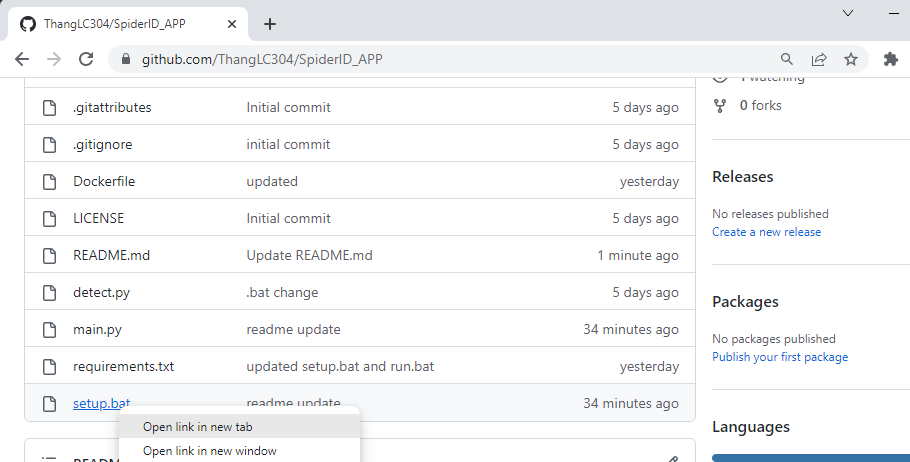 ThangLC304/SpiderID_APP
github.com/ThangLC304/SpiderID_APP
1 watching
0 forks
.gitattributes Initial commit 5 days ago
.gitignore initial commit 5 days ago
Dockerfile updated yesterday
LICENSE Initial commit 5 days ago
README.md Update README.md 1 minute ago
detect.py .bat change 5 days ago
main.py readme update 34 minutes ago
requirements.txt updated setup.bat and run.bat yesterday
setup.bat readme update 34 minutes ago
Open link in new tab
Open link in new window
README
Releases
No releases published
Create a new release
Packages
No packages published
Publish your first package
Languages